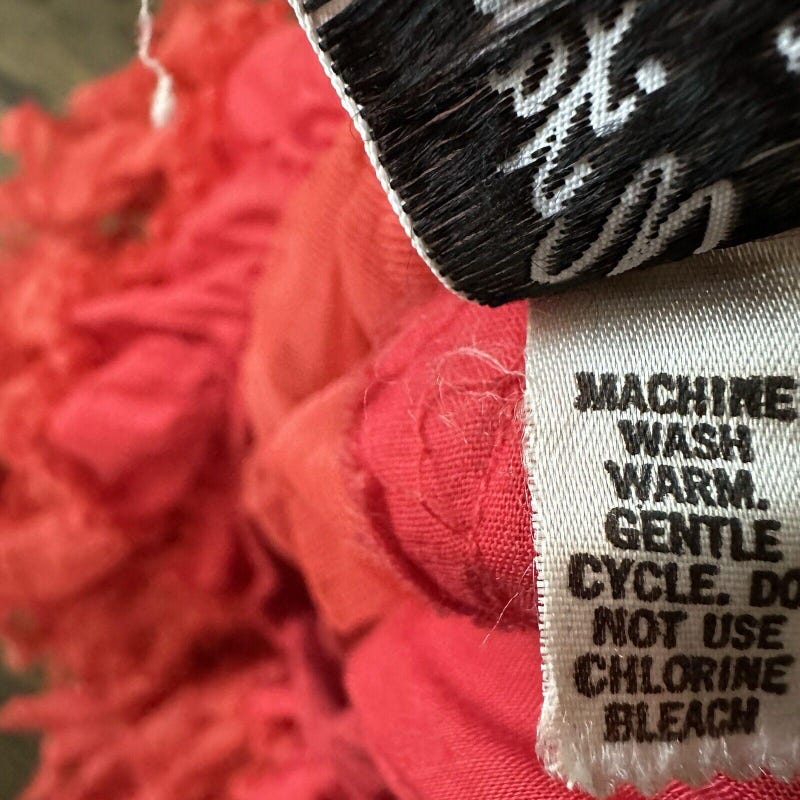 MACHINE
WASH
WARM.
GENTLE
CYCLE. DO
NOT USE
CHLORINE
BLEACH